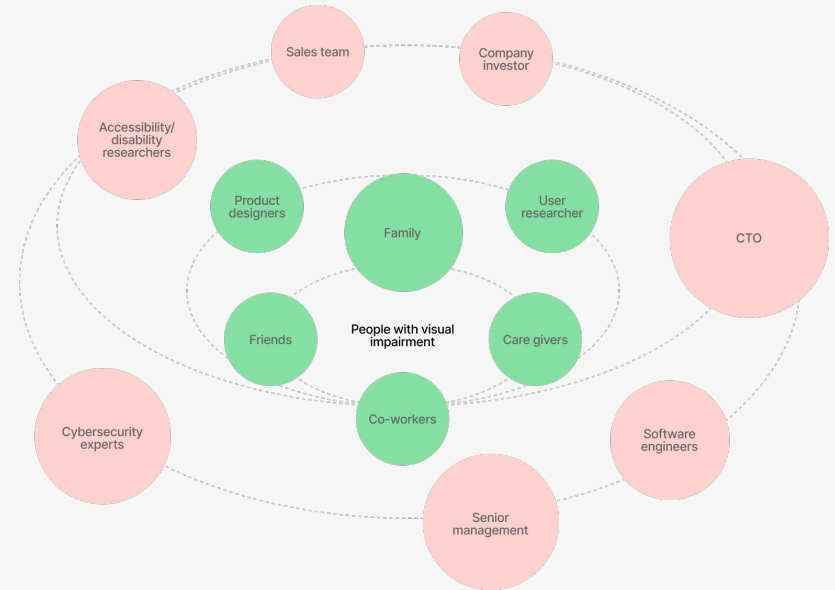 Sales team
Company
investor
Accessibility/
disability
researchers
Product
designers
Family
User
researcher
CTO
Friends
People with visual
impairment
Care givers
Co-workers
Cybersecurity
experts
Software
engineers
Senior
management